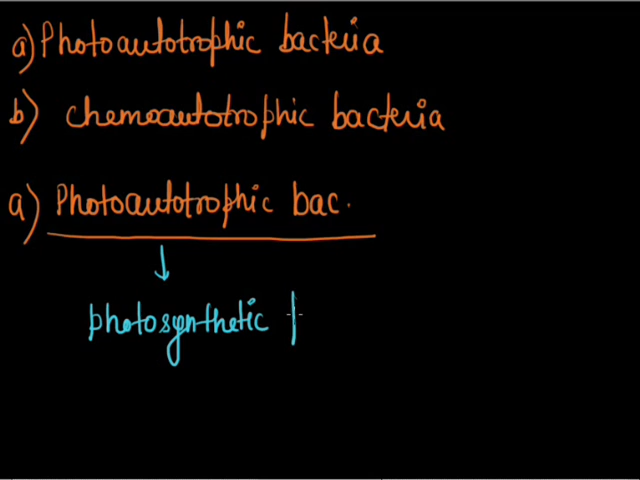 a) Photoautotrophic bacteria
b) chemoautotrophic bacteria
a) Photoautotrophic bac.
photosynthetic